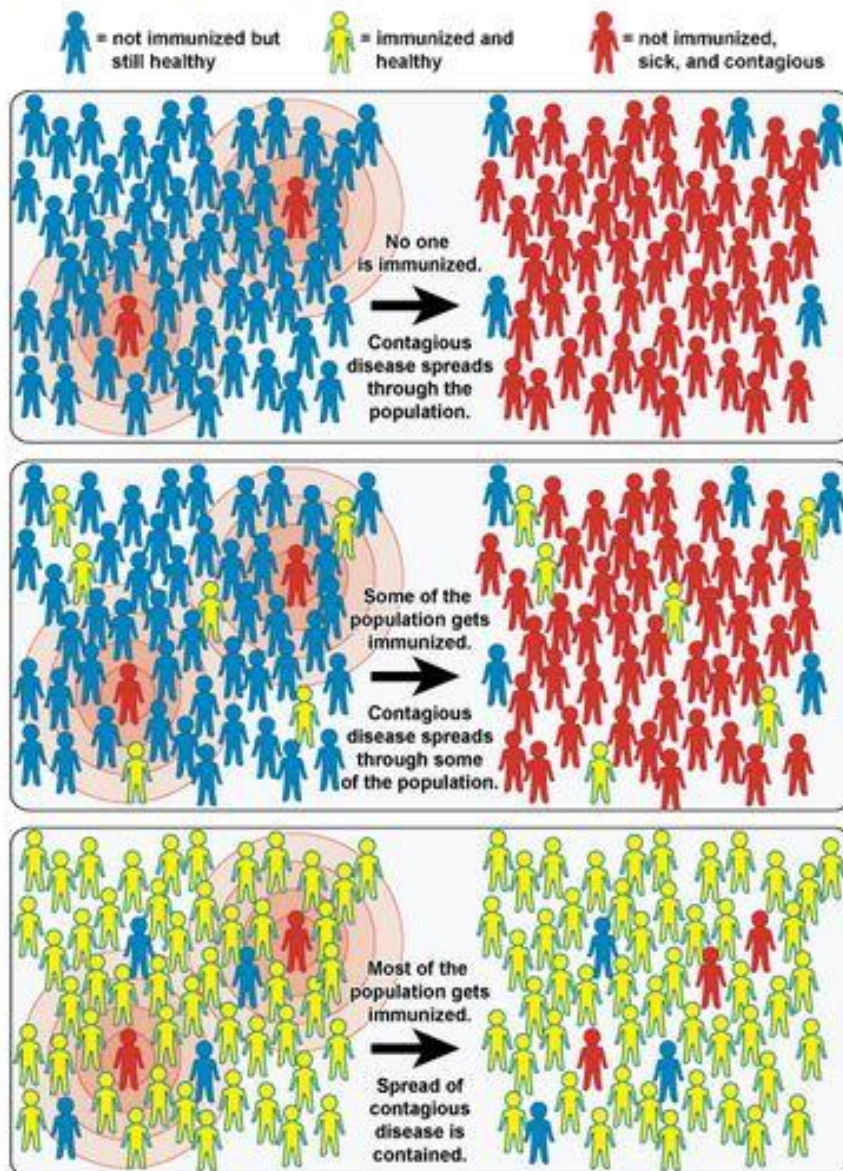 = not immunized but
still healthy
= immunized and
healthy
= not immunized,
sick, and contagious
No one
is immunized.
Contagious
disease spreads
through the
population.
Some of the
population gets
immunized.
Contagious
disease spreads
through some
of the population.
Most of the
population gets
immunized.
Spread of
contagious
disease is
contained.